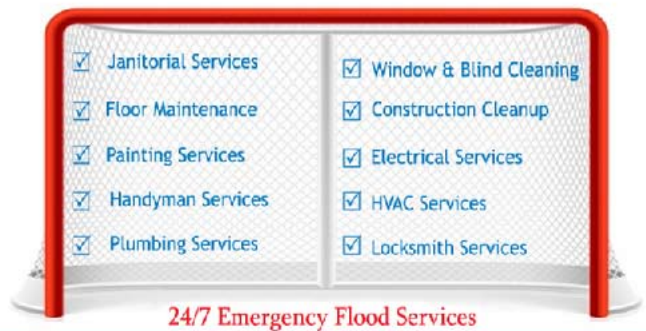 Janitorial Services
Floor Maintenance
Painting Services
Handyman Services
Plumbing Services
Window & Blind Cleaning
Construction Cleanup
Electrical Services
HVAC Services
Locksmith Services
24/7 Emergency Flood Services